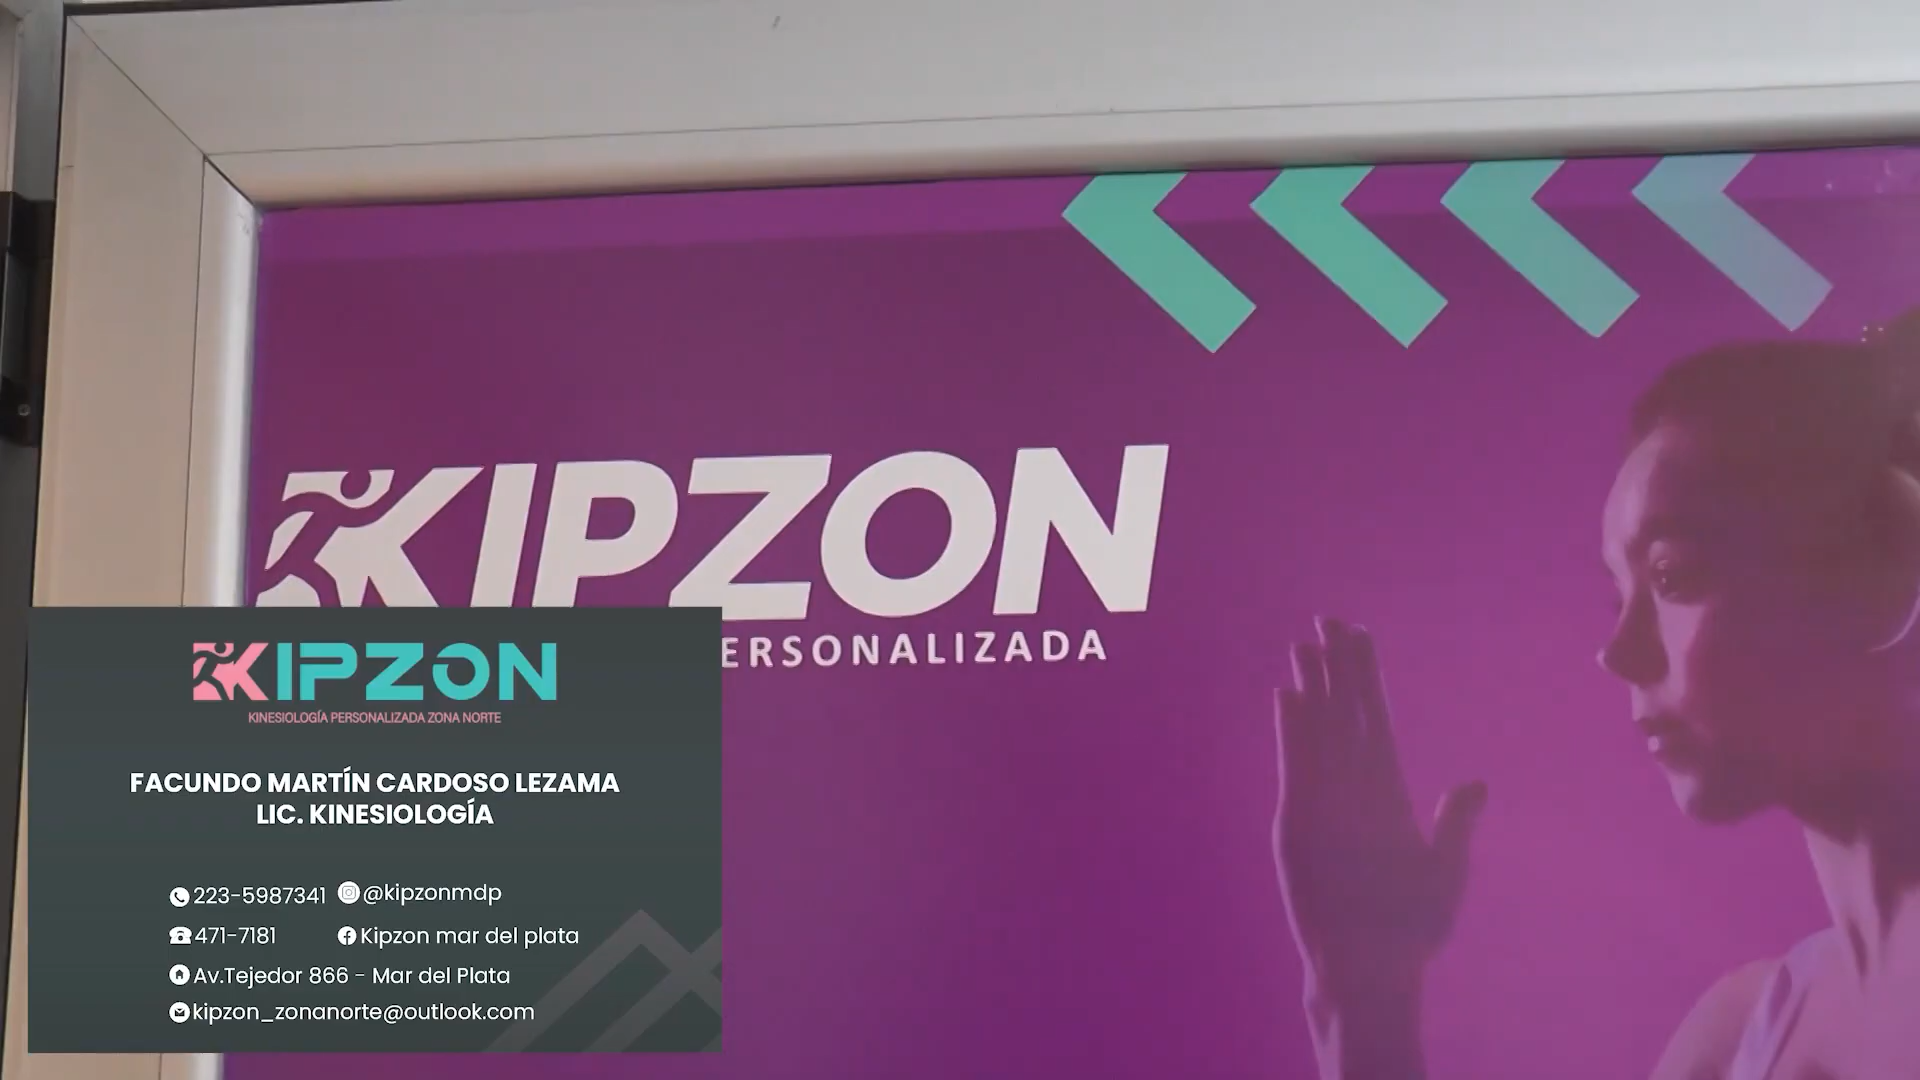 KIPZON
ERSONALIZADA
KIPZON
KINESIOLOGÍA PERSONALIZADA ZONA NORTE
FACUNDO MARTÍN CARDOSO LEZAMA
LIC. KINESIOLOGÍA
223-5987341 @kipzonmdp
471-7181 Kipzon mar del plata
Av.Tejedor 866 - Mar del Plata
kipzon_zonanorte@outlook.com